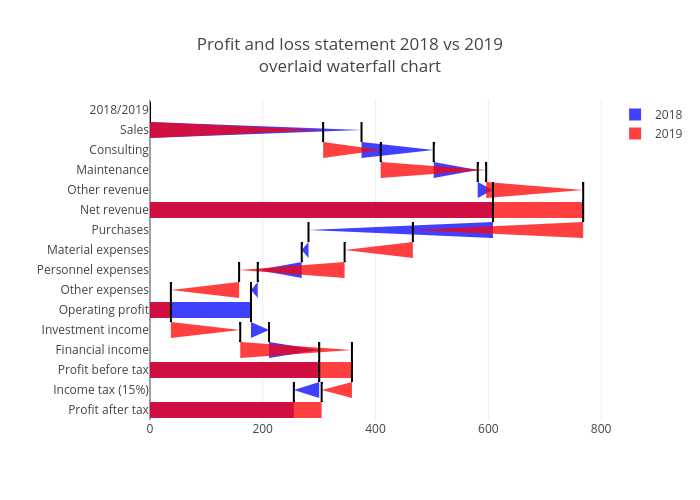 Profit and loss statement 2018 vs 2019
overlaid waterfall chart
2018/2019
Sales
Consulting
Maintenance
Other revenue
Net revenue
Purchases
Material expenses
Personnel expenses
Other expenses
Operating profit
Investment income
Financial income
Profit before tax
Income tax (15%)
Profit after tax
0 200 400 600 800
2018
2019